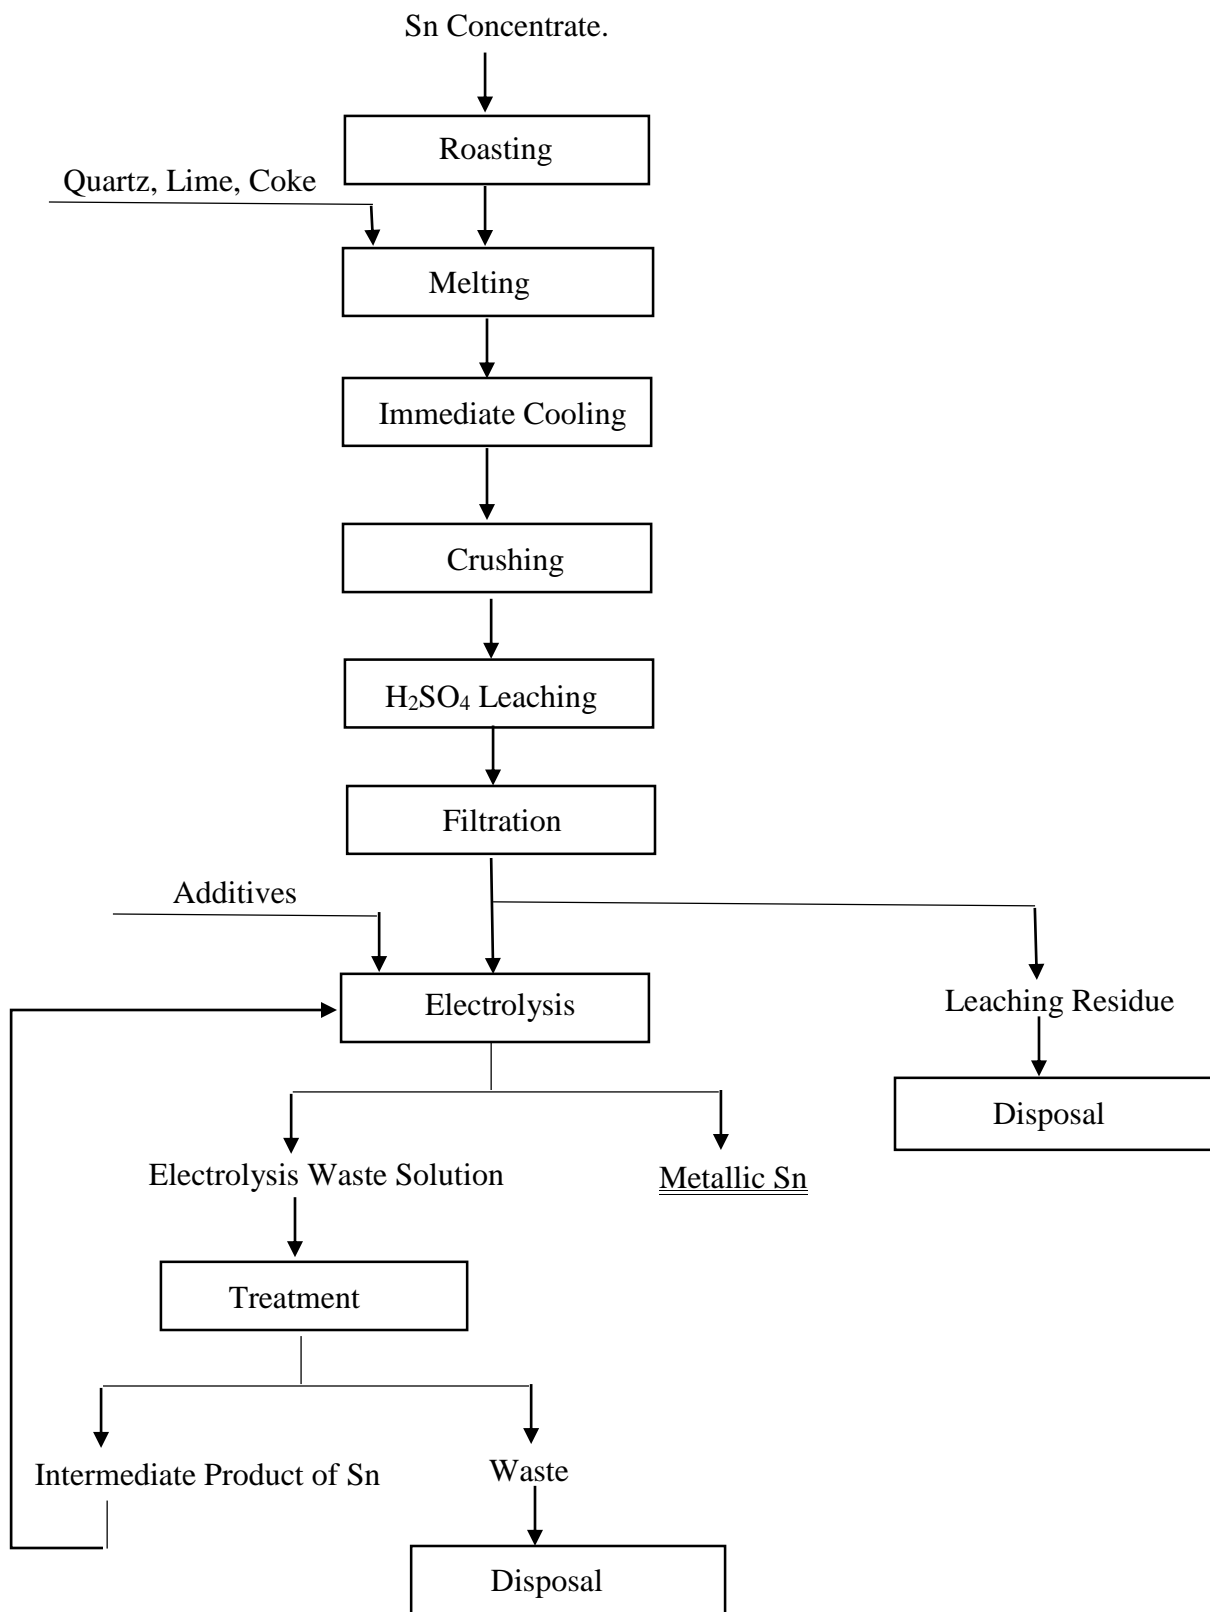 Sn Concentrate.
Roasting
Quartz, Lime, Coke
Melting
Immediate Cooling
Crushing
H₂SO₄ Leaching
Filtration
Additives
Electrolysis
Leaching Residue
Disposal
Electrolysis Waste Solution
Metallic Sn
Treatment
Intermediate Product of Sn
Waste
Disposal